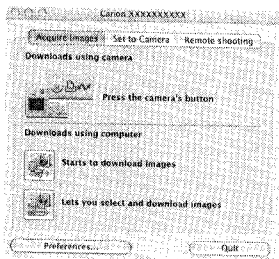 Canon XXXXXXXXXX
Acquire Images Set to Camera Remote shooting
Downloads using camera
Press the camera's button
Downloads using computer
Starts to download images
Lets you select and download images
Preferences... Quit